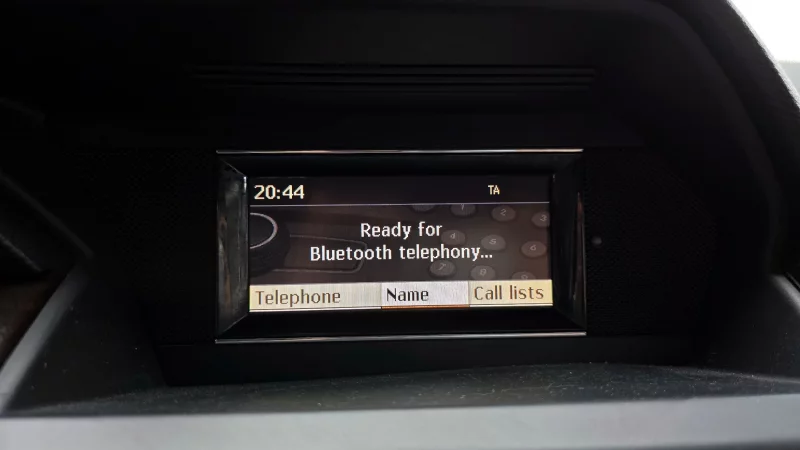 20:44 TA
Ready for
Bluetooth telephony...
Telephone Name Call lists